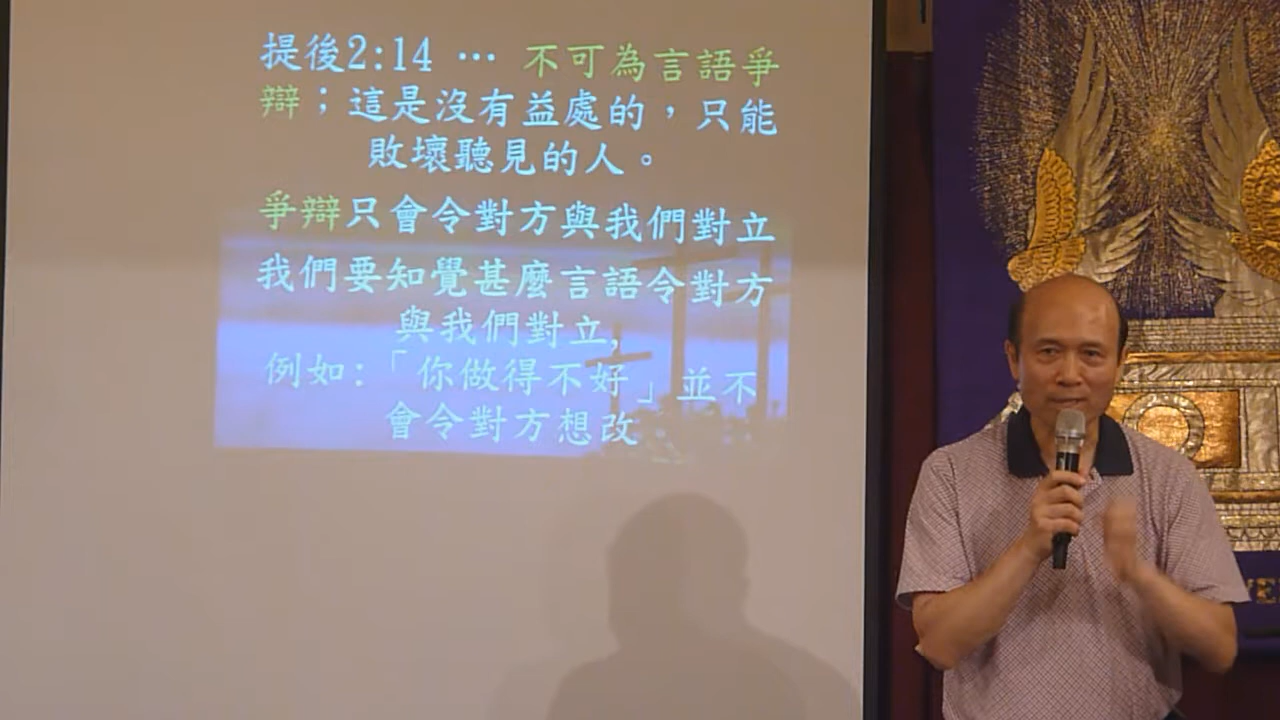 提後2:14 … 不可為言語爭
辯；這是沒有益處的，只能
敗壞聽見的人。
爭辯只會令對方與我們對立
我們要知覺甚麼言語令對方
與我們對立,
例如:「你做得不好」並不
會令對方想改